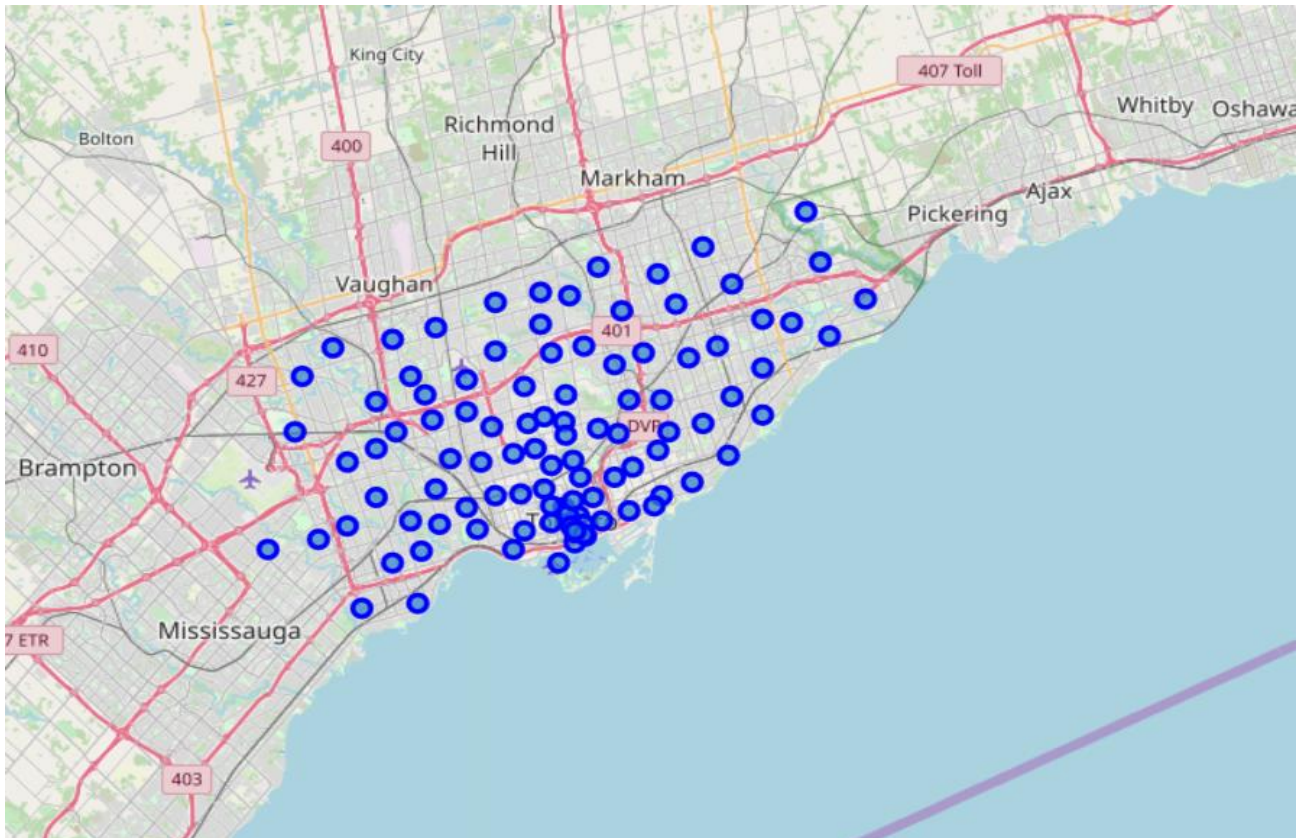 King City
407 Toll
Whitby
Oshawa
Richmond
Hill
Bolton
400
Markham
Ajax
Pickering
Vaughan
401
410
427
DVP
Brampton
Mississauga
7 ETR
403